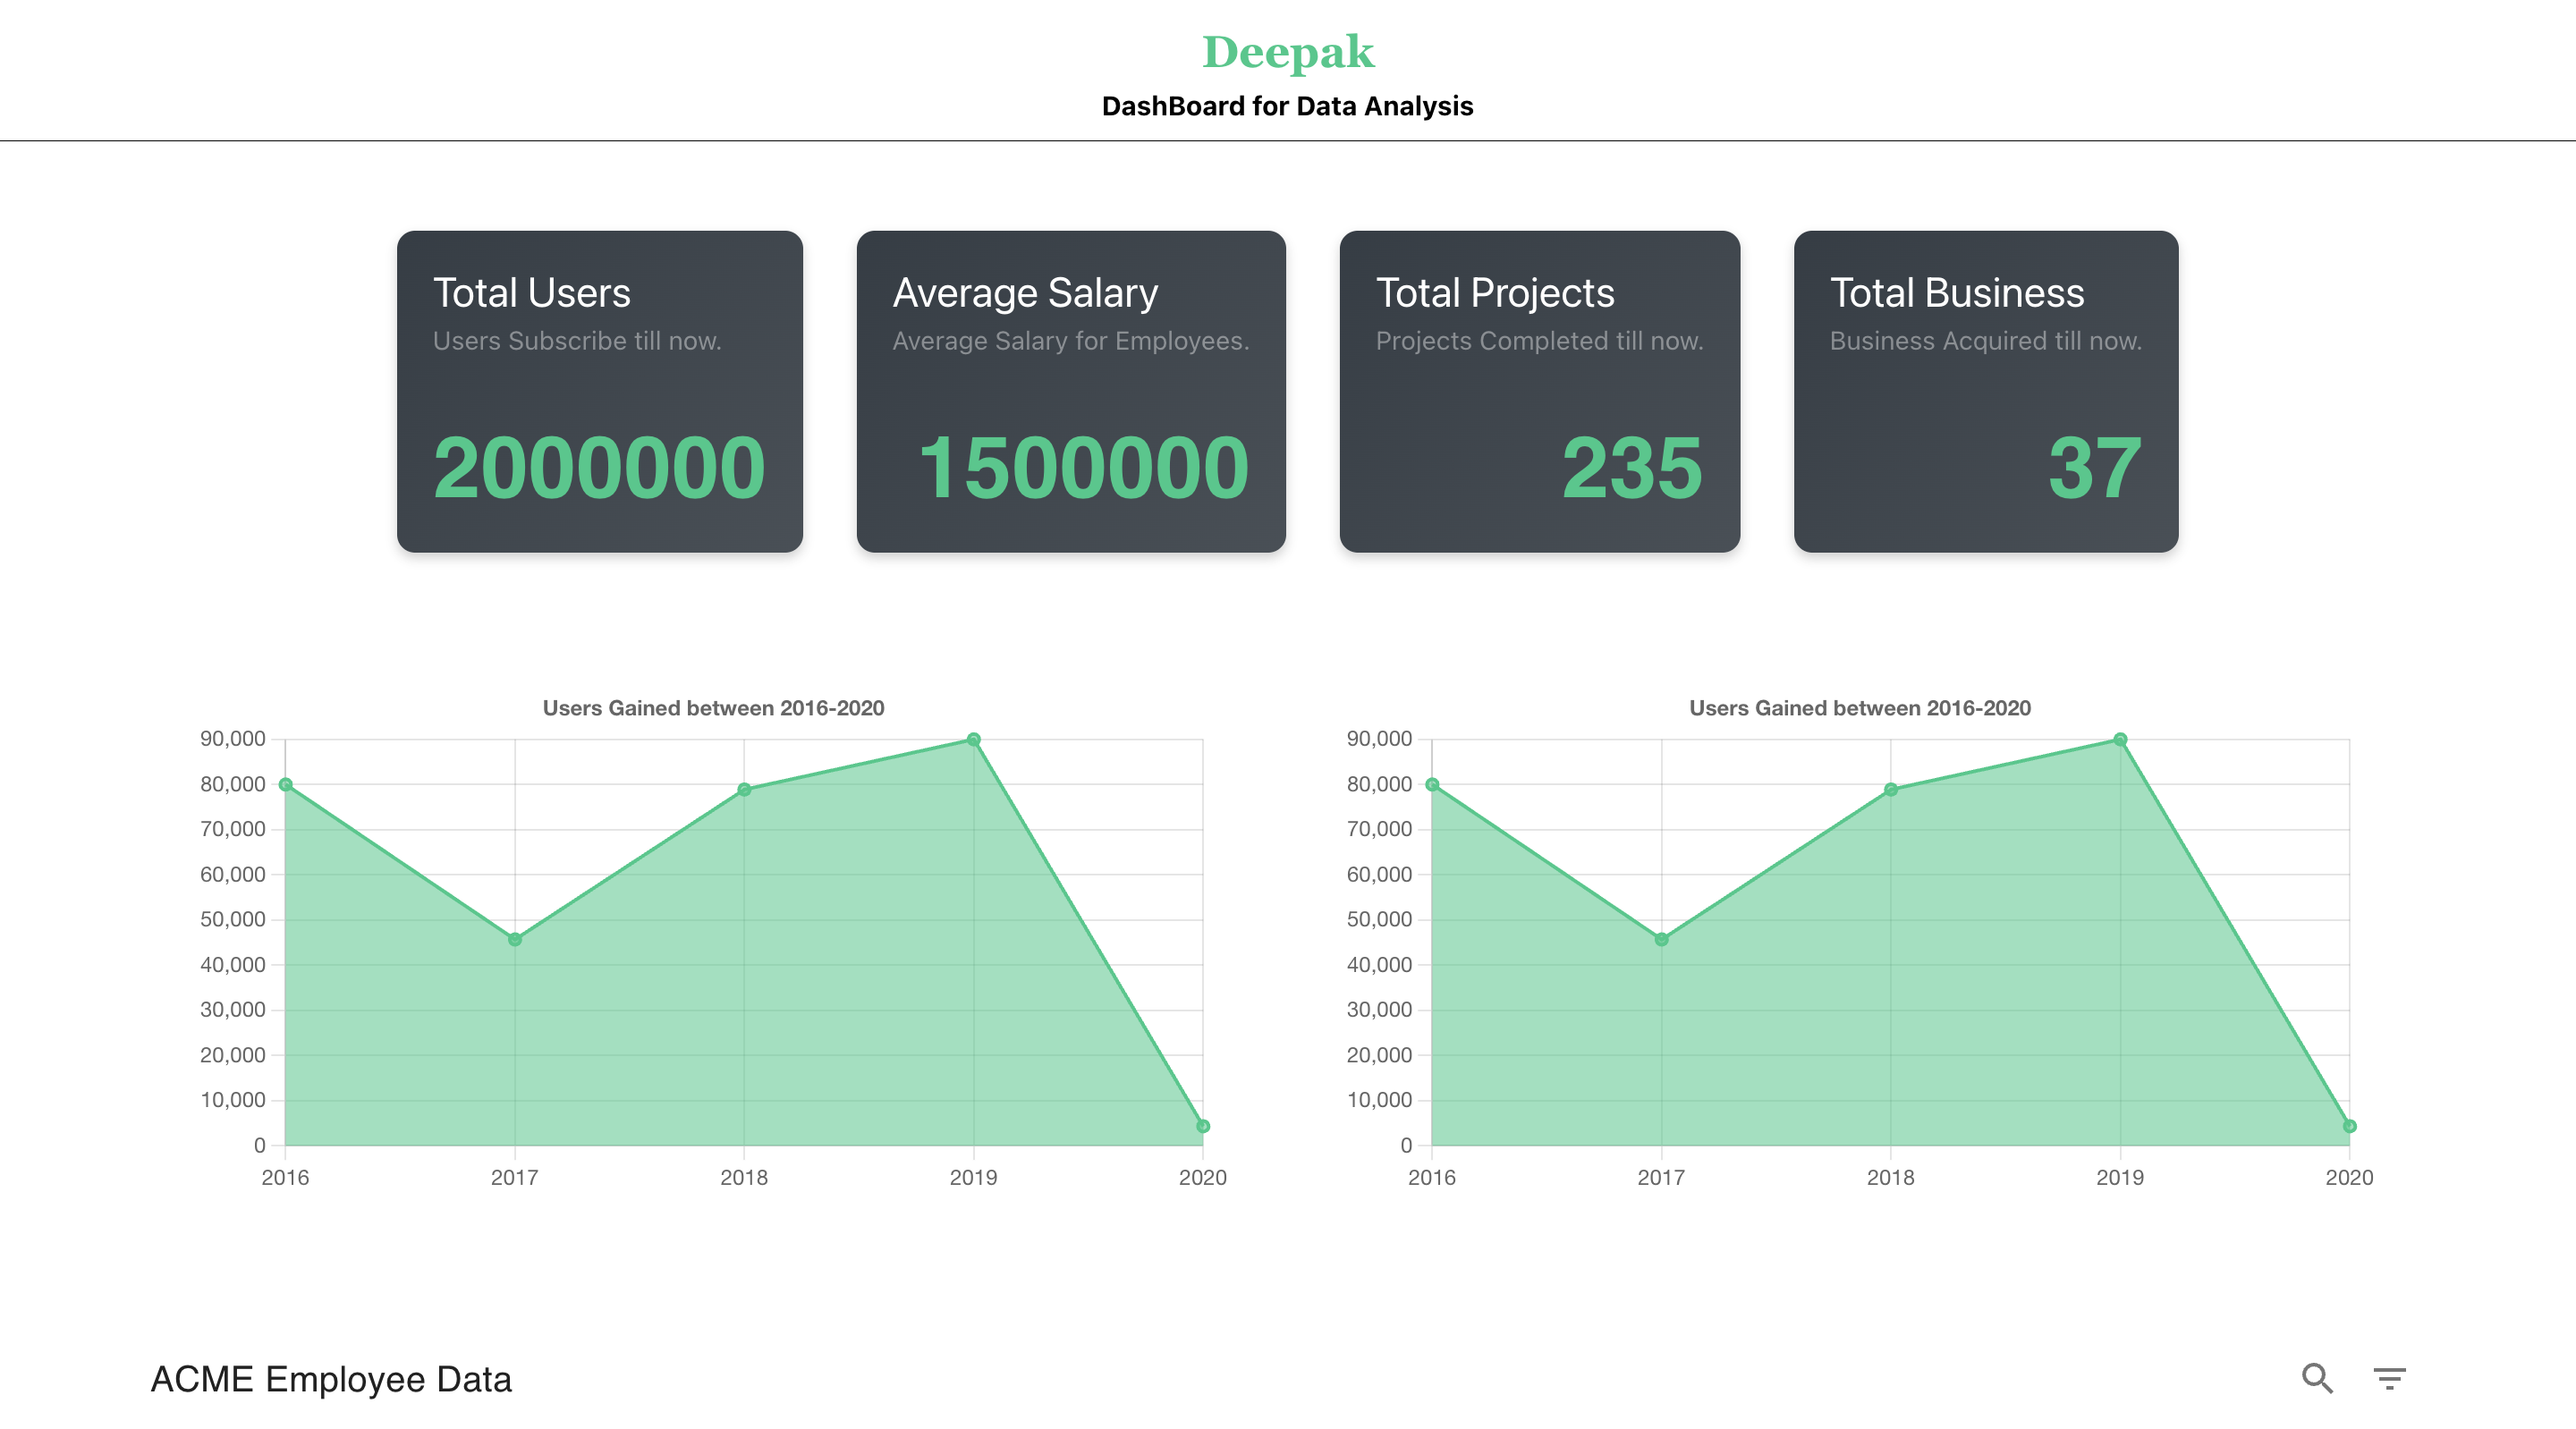 Deepak
DashBoard for Data Analysis
Total Users
Users Subscribe till now.
2000000
Average Salary
Average Salary for Employees.
1500000
Total Projects
Projects Completed till now.
235
Total Business
Business Acquired till now.
37
Users Gained between 2016-2020
90,000
80,000
70,000
60,000
50,000
40,000
30,000
20,000
10,000
0
2016 2017 2018 2019 2020
Users Gained between 2016-2020
90,000
80,000
70,000
60,000
50,000
40,000
30,000
20,000
10,000
0
2016 2017 2018 2019 2020
ACME Employee Data